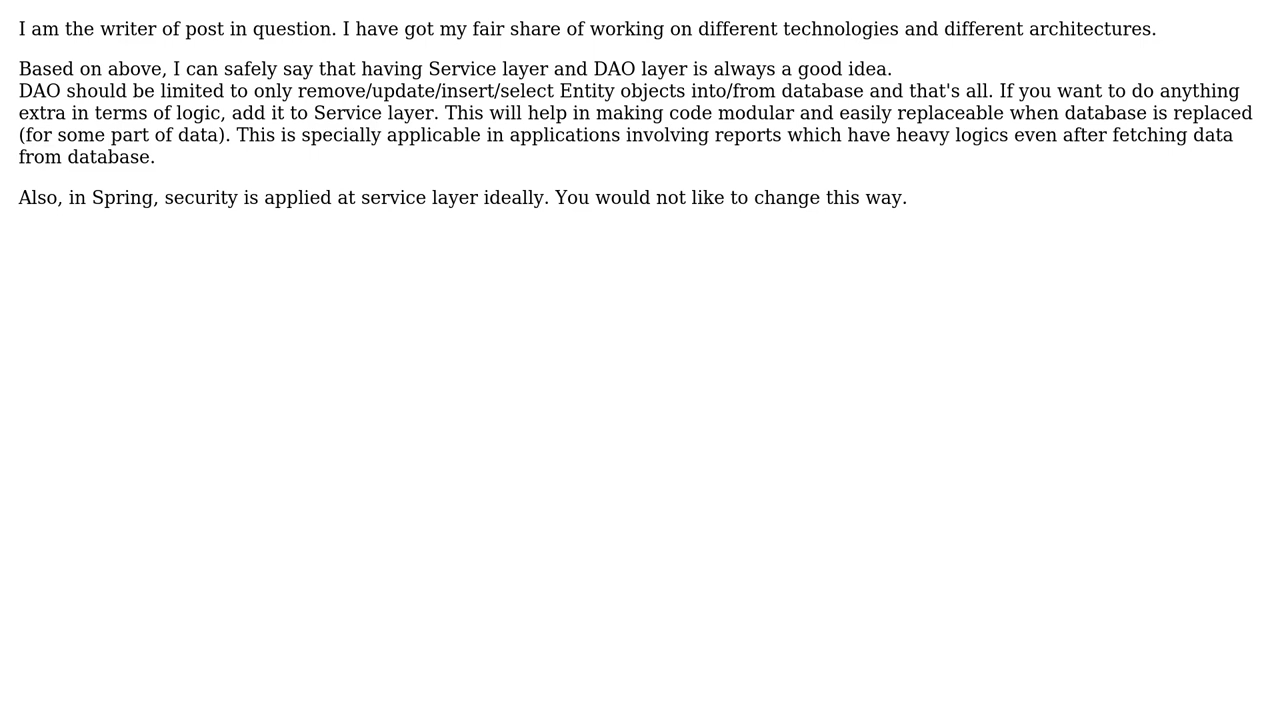 I am the writer of post in question. I have got my fair share of working on different technologies and different architectures.
Based on above, I can safely say that having Service layer and DAO layer is always a good idea.
DAO should be limited to only remove/update/insert/select Entity objects into/from database and that's all. If you want to do anything
extra in terms of logic, add it to Service layer. This will help in making code modular and easily replaceable when database is replaced
(for some part of data). This is specially applicable in applications involving reports which have heavy logics even after fetching data
from database.
Also, in Spring, security is applied at service layer ideally. You would not like to change this way.